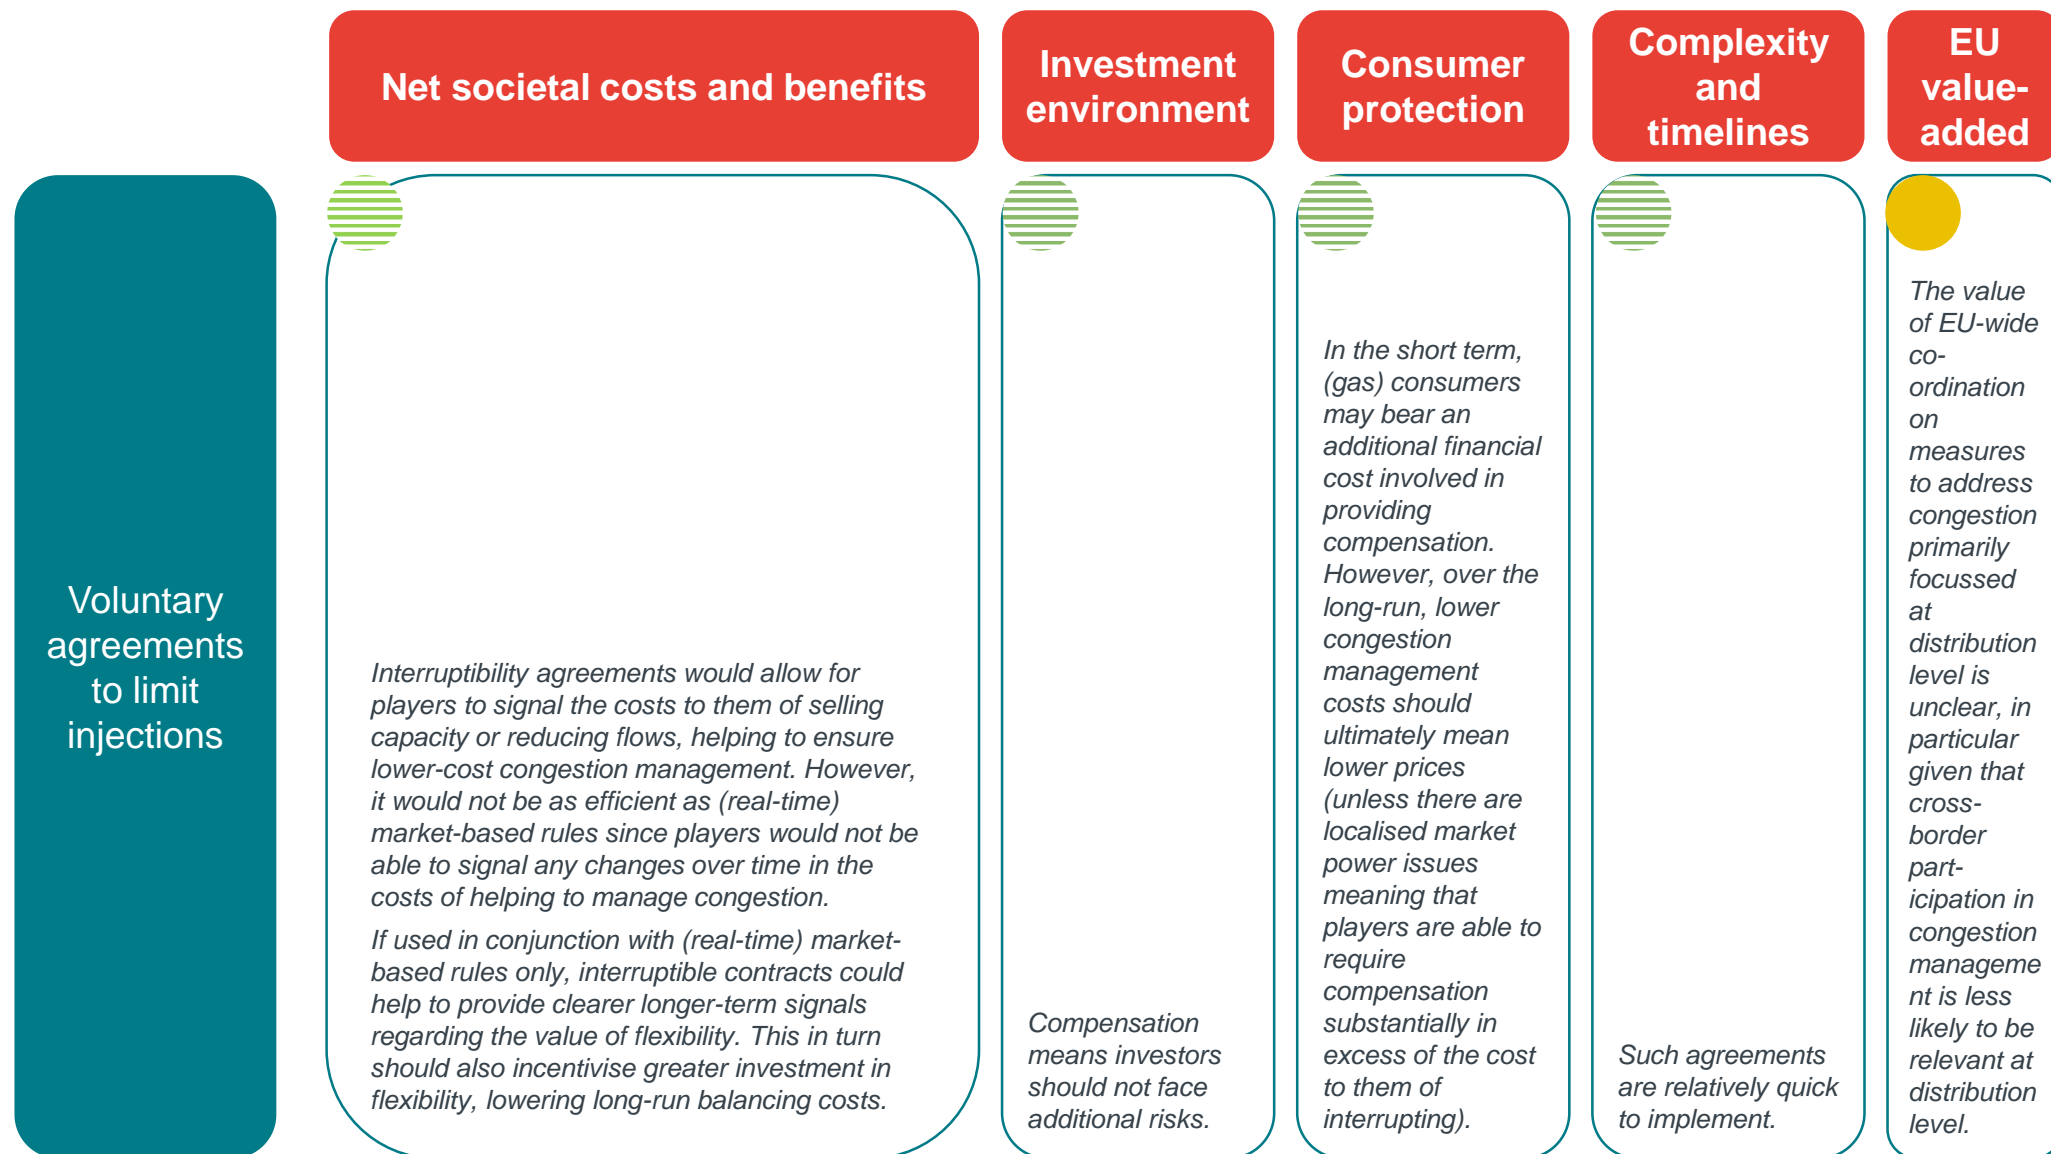 Net societal costs and benefits
Investment
environment
Consumer
protection
Complexity
and
timelines
EU
value-
added
Voluntary
agreements
to limit
injections
Interruptibility agreements would allow for
players to signal the costs to them of selling
capacity or reducing flows, helping to ensure
lower-cost congestion management. However,
it would not be as efficient as (real-time)
market-based rules since players would not be
able to signal any changes over time in the
costs of helping to manage congestion.
If used in conjunction with (real-time) market-
based rules only, interruptible contracts could
help to provide clearer longer-term signals
regarding the value of flexibility. This in turn
should also incentivise greater investment in
flexibility, lowering long-run balancing costs.
Compensation
means investors
should not face
additional risks.
In the short term,
(gas) consumers
may bear an
additional financial
cost involved in
providing
compensation.
However, over the
long-run, lower
congestion
management
costs should
ultimately mean
lower prices
(unless there are
localised market
power issues
meaning that
players are able to
require
compensation
substantially in
excess of the cost
to them of
interrupting).
Such agreements
are relatively quick
to implement.
The value
of EU-wide
co-
ordination
on
measures
to address
congestion
primarily
focussed
at
distribution
level is
unclear, in
particular
given that
cross-
border
part-
icipation in
congestion
manageme
nt is less
likely to be
relevant at
distribution
level.